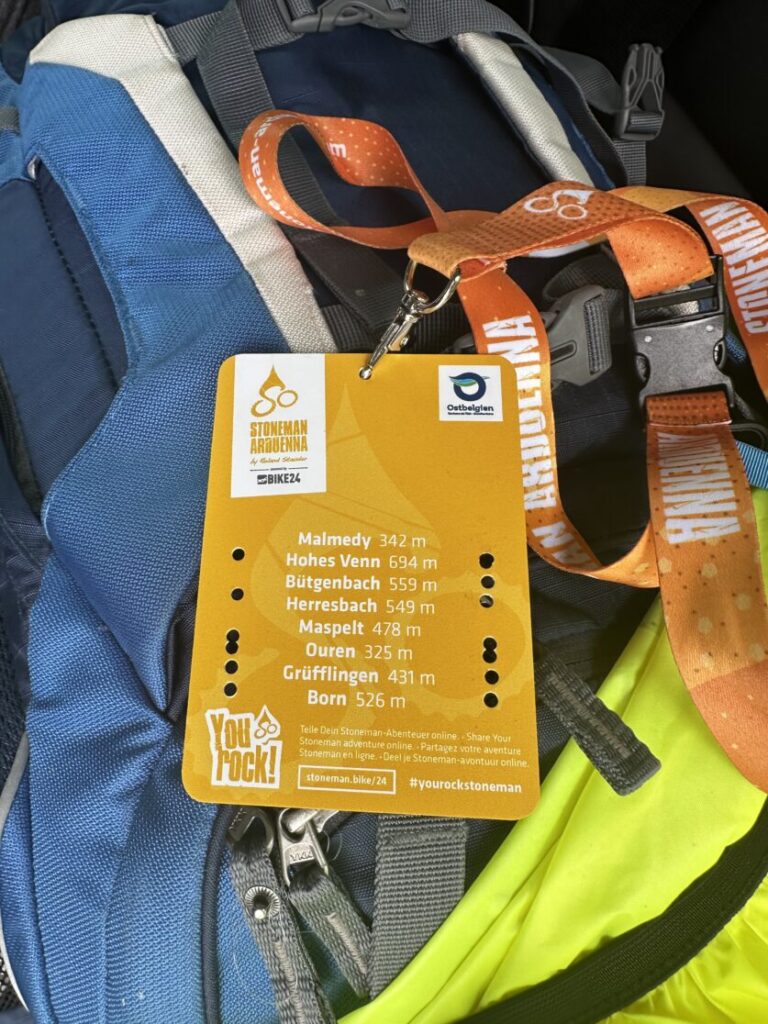 STONEMAN
STONEMAN
ARDUENNA
by Roland Stauder
BIKE24
Ostbelgien
ARDUENNA
ARDUENNA
Malmedy 342 m
Hohes Venn 694 m
Bütgenbach 559 m
Herresbach 549 m
Maspelt 478 m
Ouren 325 m
Grüfflingen 431 m
Born 526 m
You
rock!
Teile Dein Stoneman-Abenteuer online. · Share Your
Stoneman adventure online. · Partagez votre aventure
Stoneman en ligne. · Deel je Stoneman-avontuur online.
stoneman.bike/24 #yourockstoneman
YKK